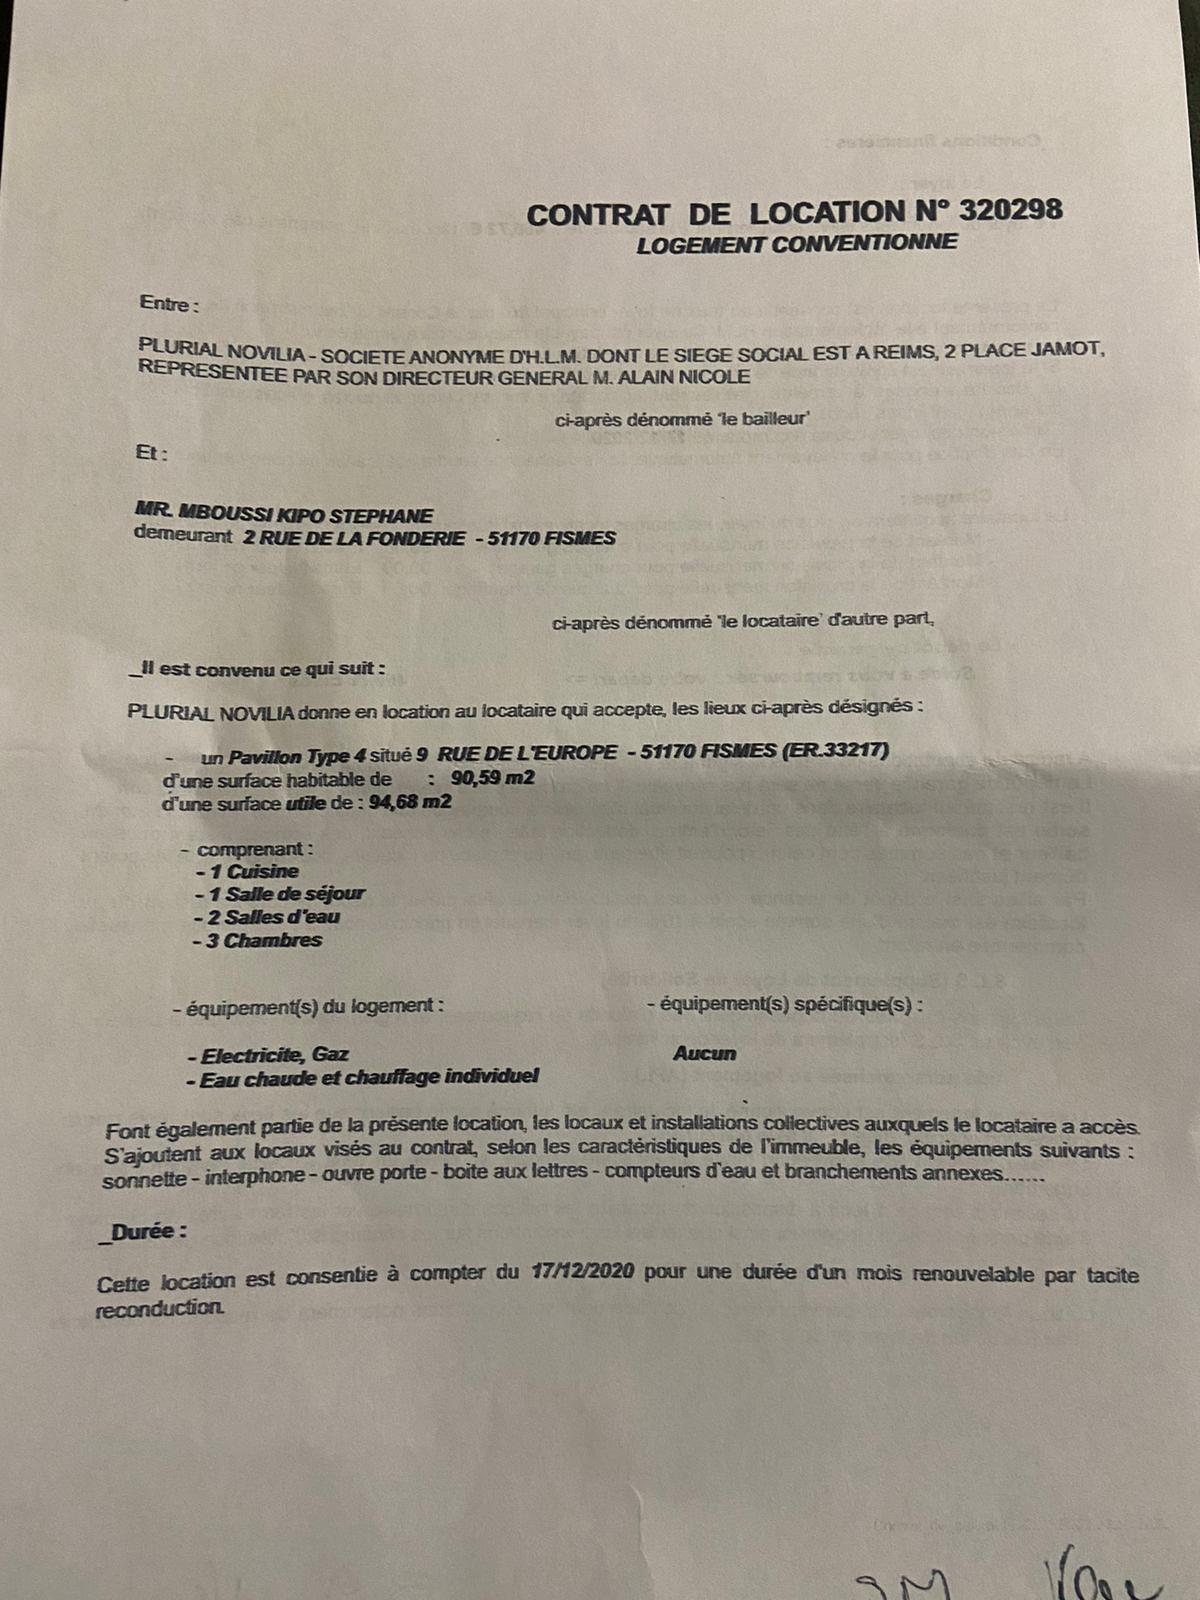 CONTRAT DE LOCATION N° 320298
LOGEMENT CONVENTIONNE
Entre :
PLURIAL NOVILIA - SOCIETE ANONYME D'H.L.M. DONT LE SIEGE SOCIAL EST A REIMS, 2 PLACE JAMOT,
REPRESENTEE PAR SON DIRECTEUR GENERAL M. ALAIN NICOLE
ci-après dénommé 'le bailleur'
Et :
MR. MBOUSSI KIPO STEPHANE
demeurant 2 RUE DE LA FONDERIE - 51170 FISMES
ci-après dénommé 'le locataire' d'autre part,
_Il est convenu ce qui suit :
PLURIAL NOVILIA donne en location au locataire qui accepte, les lieux ci-après désignés :
- un Pavillon Type 4 situé 9 RUE DE L'EUROPE - 51170 FISMES (ER.33217)
d'une surface habitable de : 90,59 m2
d'une surface utile de : 94,68 m2
- comprenant :
- 1 Cuisine
- 1 Salle de séjour
- 2 Salles d'eau
- 3 Chambres
- équipement(s) du logement : - équipement(s) spécifique(s) :
- Electricite, Gaz Aucun
- Eau chaude et chauffage individuel
Font également partie de la présente location, les locaux et installations collectives auxquels le locataire a accès.
S'ajoutent aux locaux visés au contrat, selon les caractéristiques de l'immeuble, les équipements suivants :
sonnette - interphone - ouvre porte - boite aux lettres - compteurs d'eau et branchements annexes......
_Durée :
Cette location est consentie à compter du 17/12/2020 pour une durée d'un mois renouvelable par tacite
reconduction.